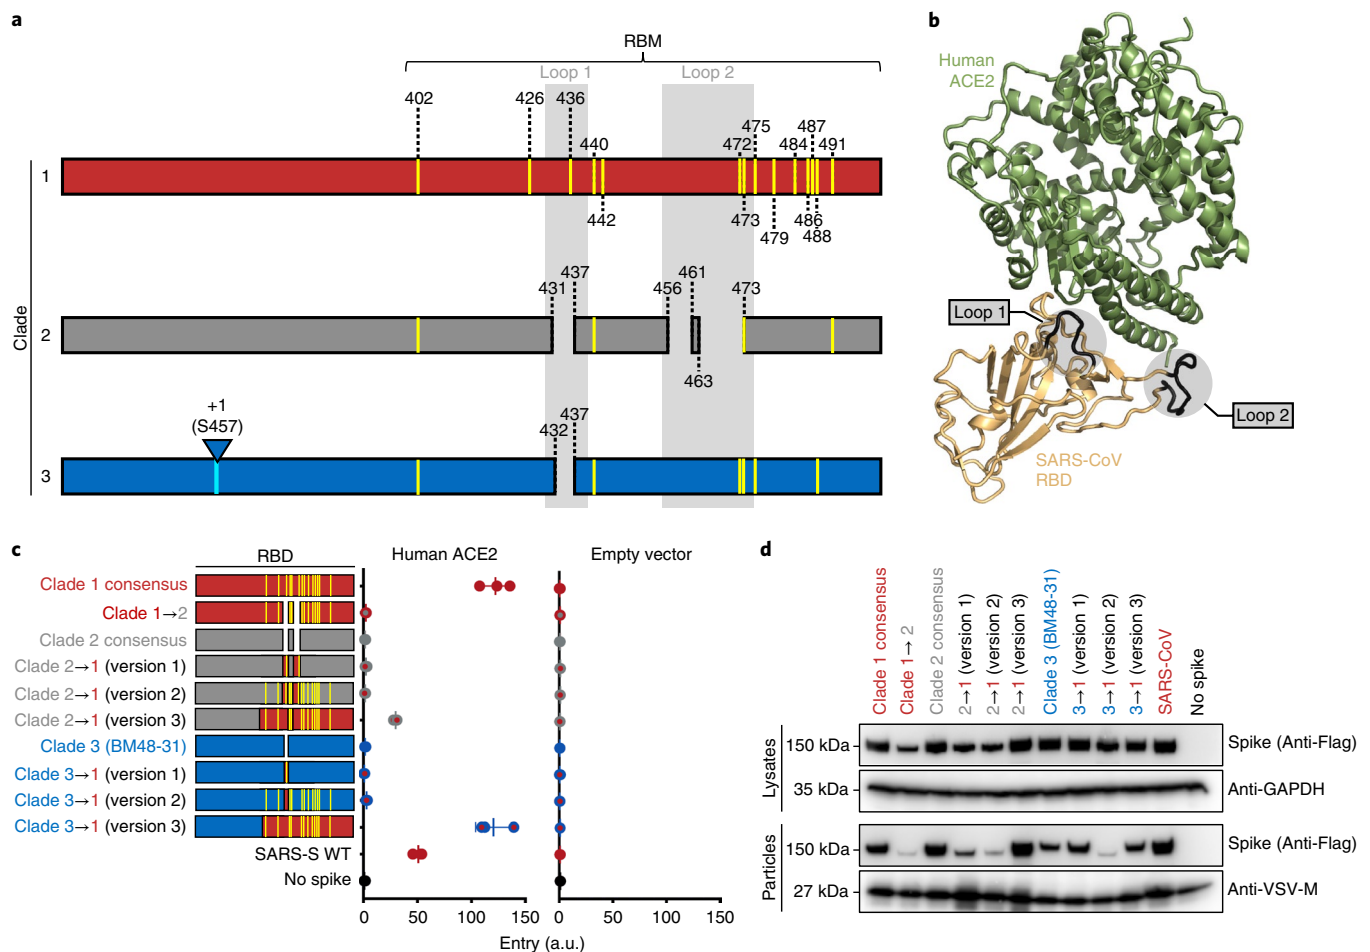 a
RBM
Loop 1
Loop 2
402
426
436
440
442
472
473
475
479
484
486
487
488
491
Clade
1
431
437
456
461
463
473
2
+1
(S457)
432
437
3
b
Human
ACE2
Loop 1
Loop 2
SARS-CoV
RBD
c
RBD
Human ACE2
Empty vector
Clade 1 consensus
Clade 1→2
Clade 2 consensus
Clade 2→1 (version 1)
Clade 2→1 (version 2)
Clade 2→1 (version 3)
Clade 3 (BM48-31)
Clade 3→1 (version 1)
Clade 3→1 (version 2)
Clade 3→1 (version 3)
SARS-S WT
No spike
0 50 100 150
0 50 100 150
Entry (a.u.)
d
Clade 1 consensus
Clade 1→ 2
Clade 2 consensus
2→1 (version 1)
2→1 (version 2)
2→1 (version 3)
Clade 3 (BM48-31)
3→1 (version 1)
3→1 (version 2)
3→1 (version 3)
SARS-CoV
No spike
Lysates
150 kDa
Spike (Anti-Flag)
35 kDa
Anti-GAPDH
Particles
150 kDa
Spike (Anti-Flag)
27 kDa
Anti-VSV-M